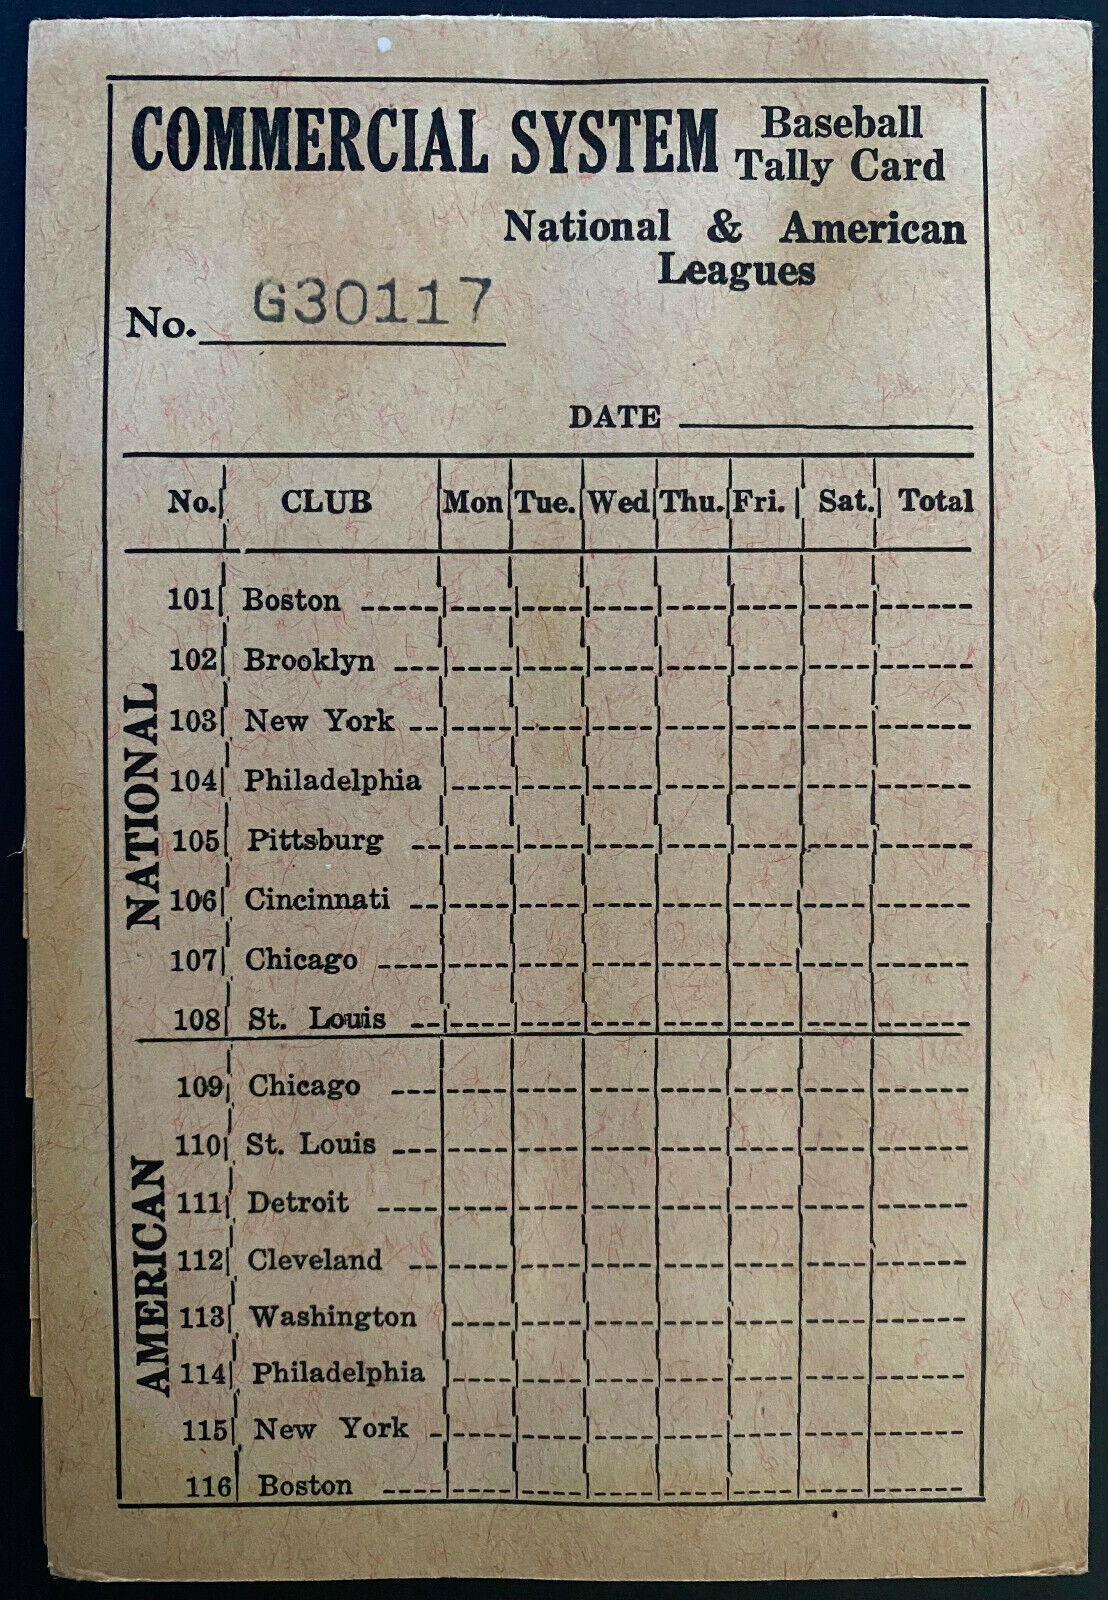 COMMERCIAL SYSTEM Baseball
Tally Card
National & American
Leagues
No. G30117
DATE
No. CLUB Mon Tue. Wed Thu. Fri. Sat. Total
NATIONAL
101 Boston
102 Brooklyn
103 New York
104 Philadelphia
105 Pittsburg
106 Cincinnati
107 Chicago
108 St. Louis
AMERICAN
109 Chicago
110 St. Louis
111 Detroit
112 Cleveland
113 Washington
114 Philadelphia
115 New York
116 Boston